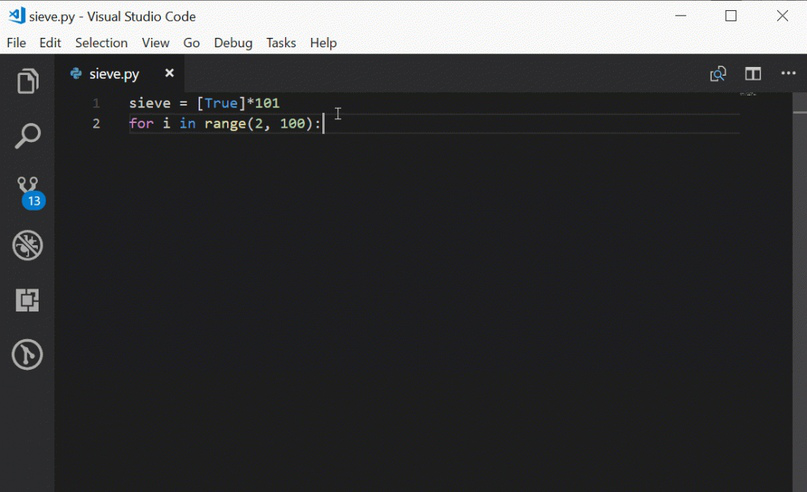 sieve.py - Visual Studio Code
File Edit Selection View Go Debug Tasks Help
sieve.py
1 sieve = [True]*101
2 for i in range(2, 100):
13